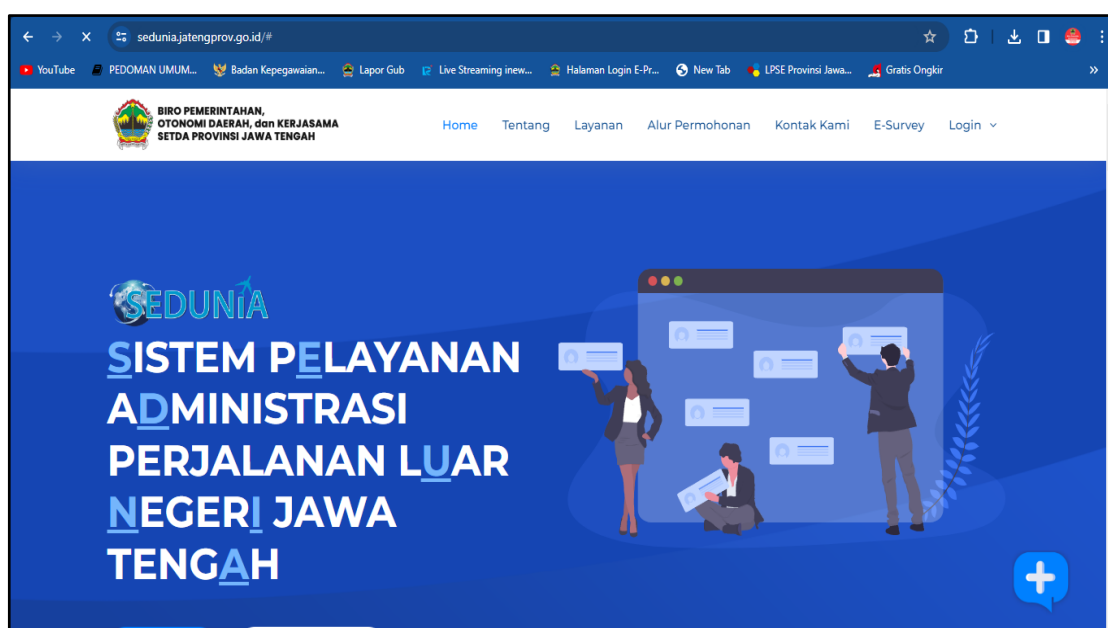 sedunia.jatengprov.go.id/#
YouTube PEDOMAN UMUM... Badan Kepegawaian... Lapor Gub Live Streaming inew... Halaman Login E-Pr... New Tab LPSE Provinsi Jawa... Gratis Ongkir »
BIRO PEMERINTAHAN,
OTONOMI DAERAH, dan KERJASAMA
SETDA PROVINSI JAWA TENGAH
Home Tentang Layanan Alur Permohonan Kontak Kami E-Survey Login
SEDUNIA
SISTEM PELAYANAN
ADMINISTRASI
PERJALANAN LUAR
NEGERI JAWA
TENGAH